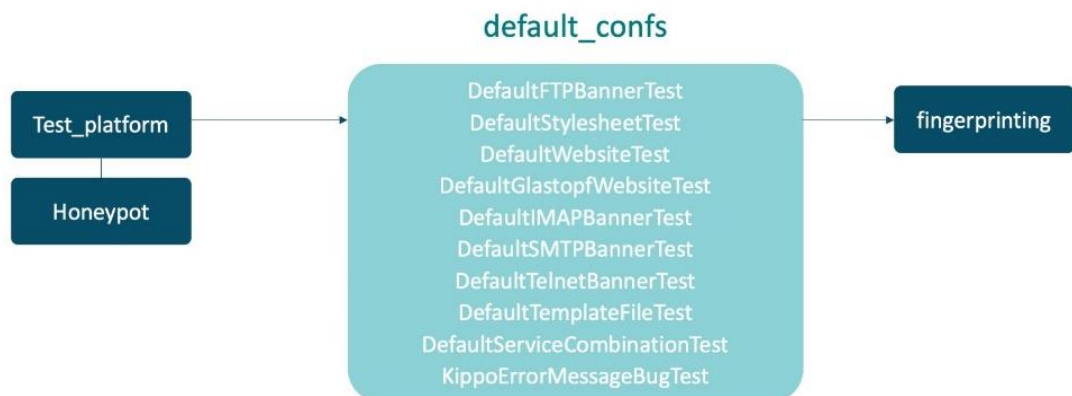 default_confs
Test_platform
Honeypot
DefaultFTPBannerTest
DefaultStylesheetTest
DefaultWebsiteTest
DefaultGlastopfWebsiteTest
DefaultIMAPBannerTest
DefaultSMTPBannerTest
DefaultTelnetBannerTest
DefaultTemplateFileTest
DefaultServiceCombinationTest
KippoErrorMessageBugTest
fingerprinting